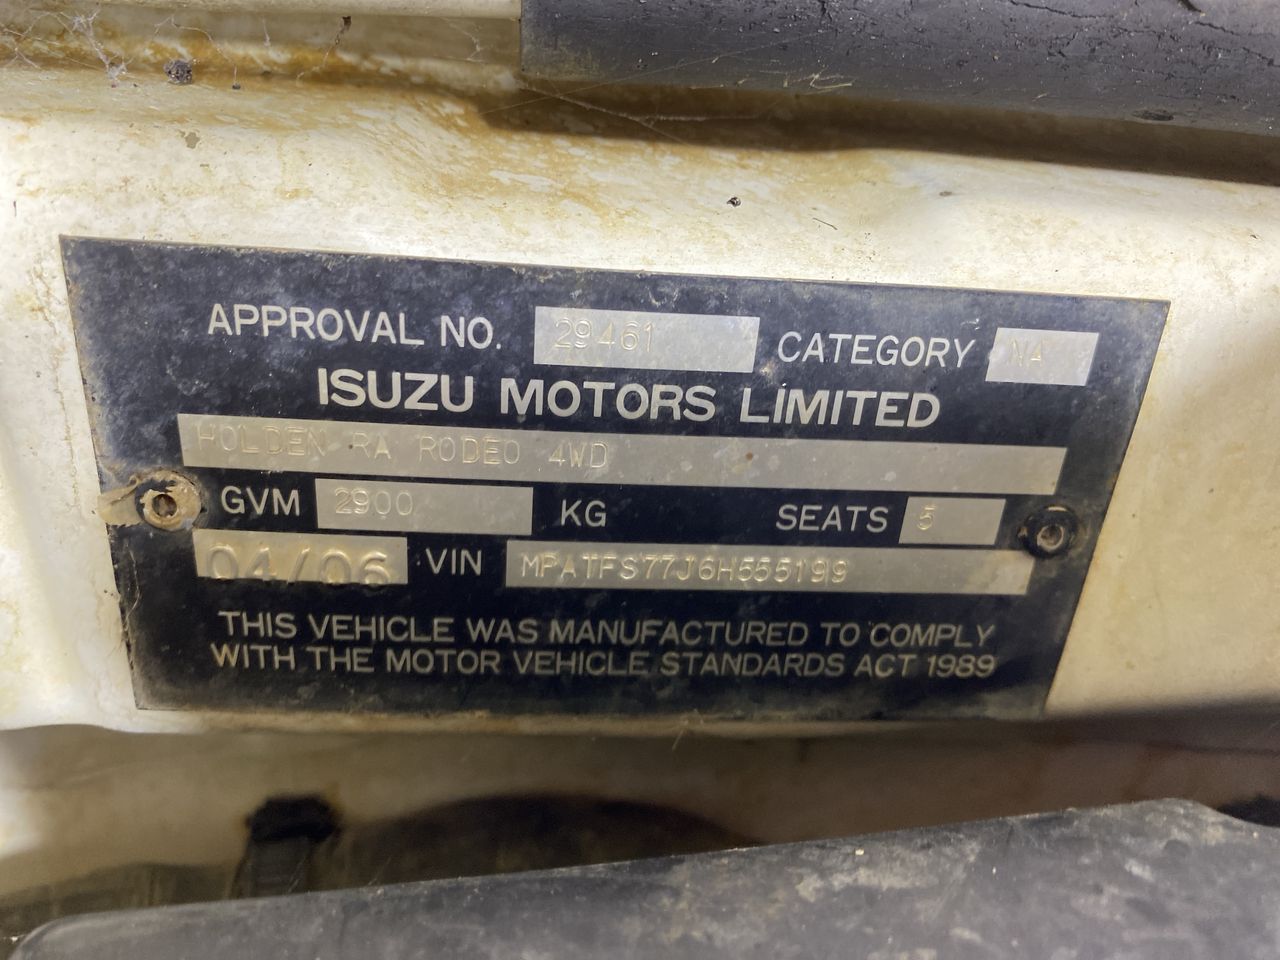 APPROVAL NO. 29461 CATEGORY NA
ISUZU MOTORS LIMITED
HOLDEN RA RODEO 4WD
GVM 2900 KG SEATS 5
04/06 VIN MPATFS77J6H555199
THIS VEHICLE WAS MANUFACTURED TO COMPLY
WITH THE MOTOR VEHICLE STANDARDS ACT 1989